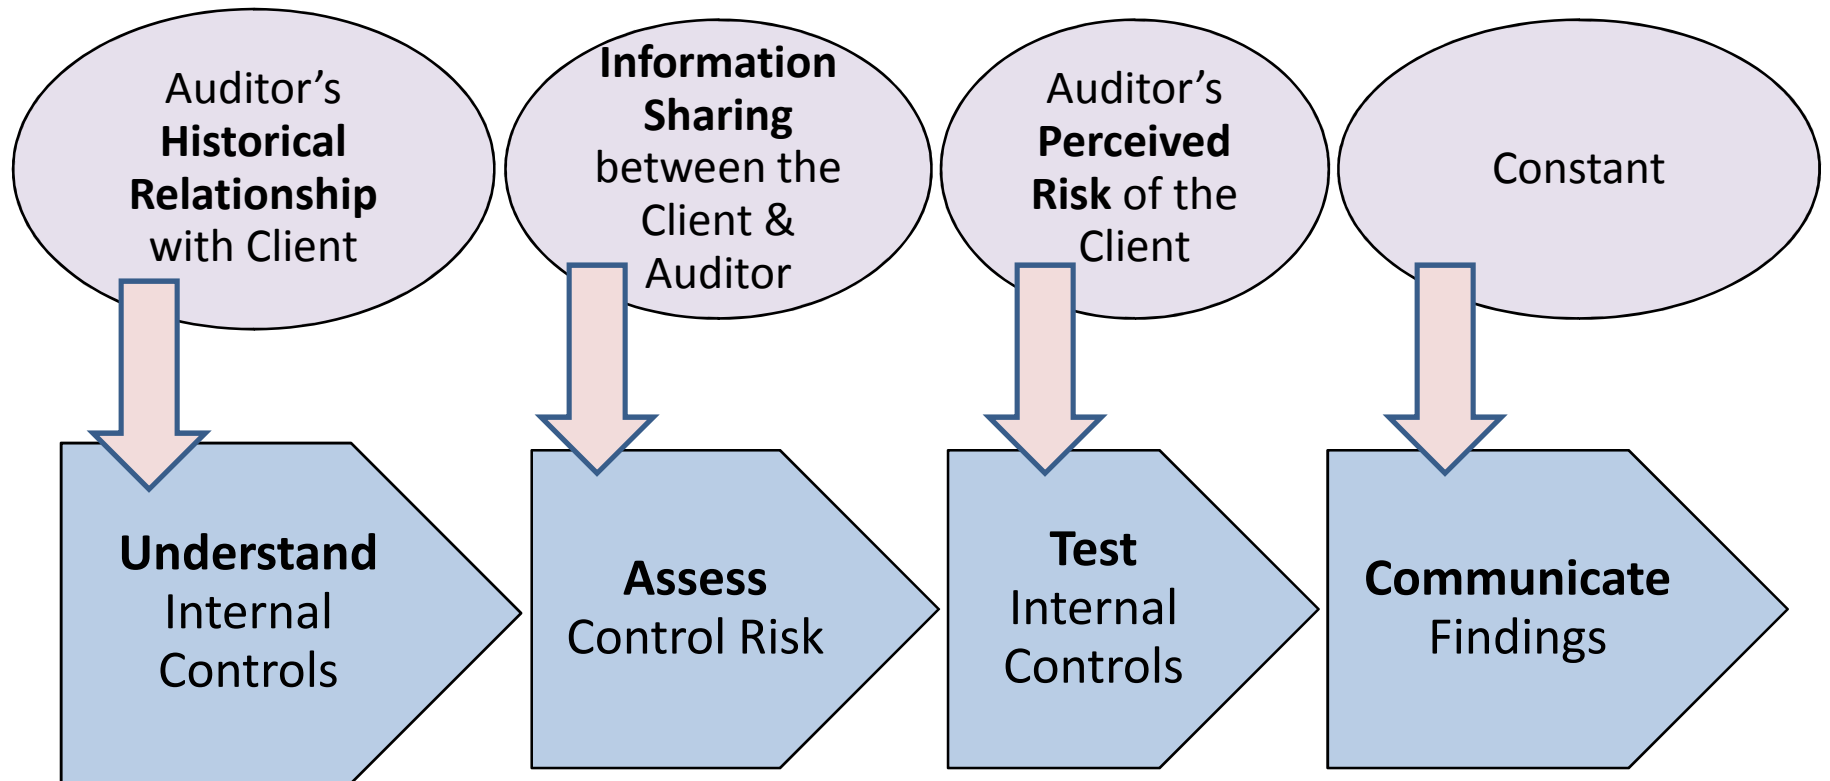 Auditor’s
Historical
Relationship
with Client
Information
Sharing
between the
Client &
Auditor
Auditor’s
Perceived
Risk of the
Client
Constant
Understand
Internal
Controls
Assess
Control Risk
Test
Internal
Controls
Communicate
Findings